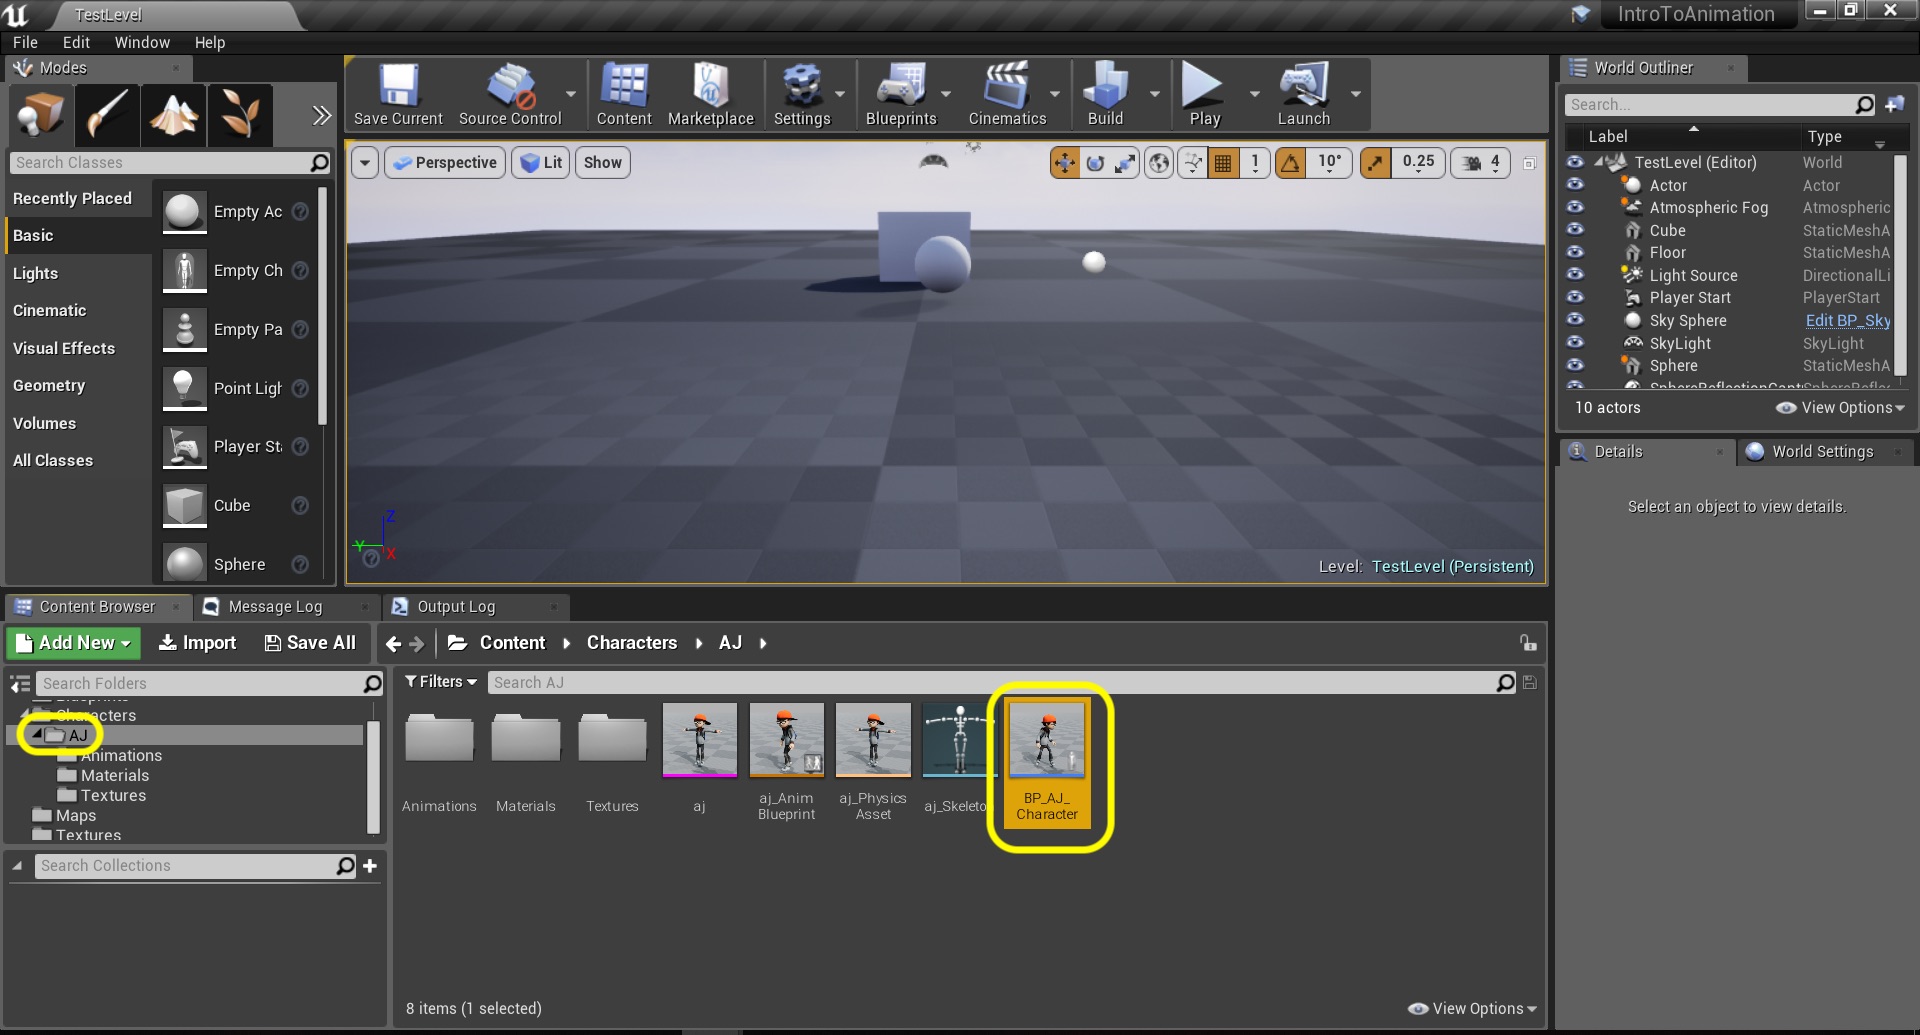 TestLevel
IntroToAnimation
File Edit Window Help
Modes
Search Classes
Recently Placed
Basic
Lights
Cinematic
Visual Effects
Geometry
Volumes
All Classes
Empty Ac
Empty Ch
Empty Pa
Point Ligh
Player Sta
Cube
Sphere
Save Current
Source Control
Content
Marketplace
Settings
Blueprints
Cinematics
Build
Play
Launch
Perspective
Lit
Show
1
10°
0.25
4
Z
Y
X
Level: TestLevel (Persistent)
World Outliner
Search...
Label Type
TestLevel (Editor) World
Actor Actor
Atmospheric Fog Atmospheric
Cube StaticMeshA
Floor StaticMeshA
Light Source DirectionalLi
Player Start PlayerStart
Sky Sphere Edit BP_Sky
SkyLight SkyLight
Sphere StaticMeshA
SphereReflectionCapt SphereReflec
10 actors
View Options
Details
World Settings
Select an object to view details.
Content Browser
Message Log
Output Log
Add New
Import
Save All
Content
Characters
AJ
Search Folders
Blueprints
Characters
AJ
Animations
Materials
Textures
Maps
Textures
Search Collections
Filters
Search AJ
Animations
Materials
Textures
aj
aj_Anim
Blueprint
aj_Physics
Asset
aj_Skeleto
BP_AJ_
Character
8 items (1 selected)
View Options